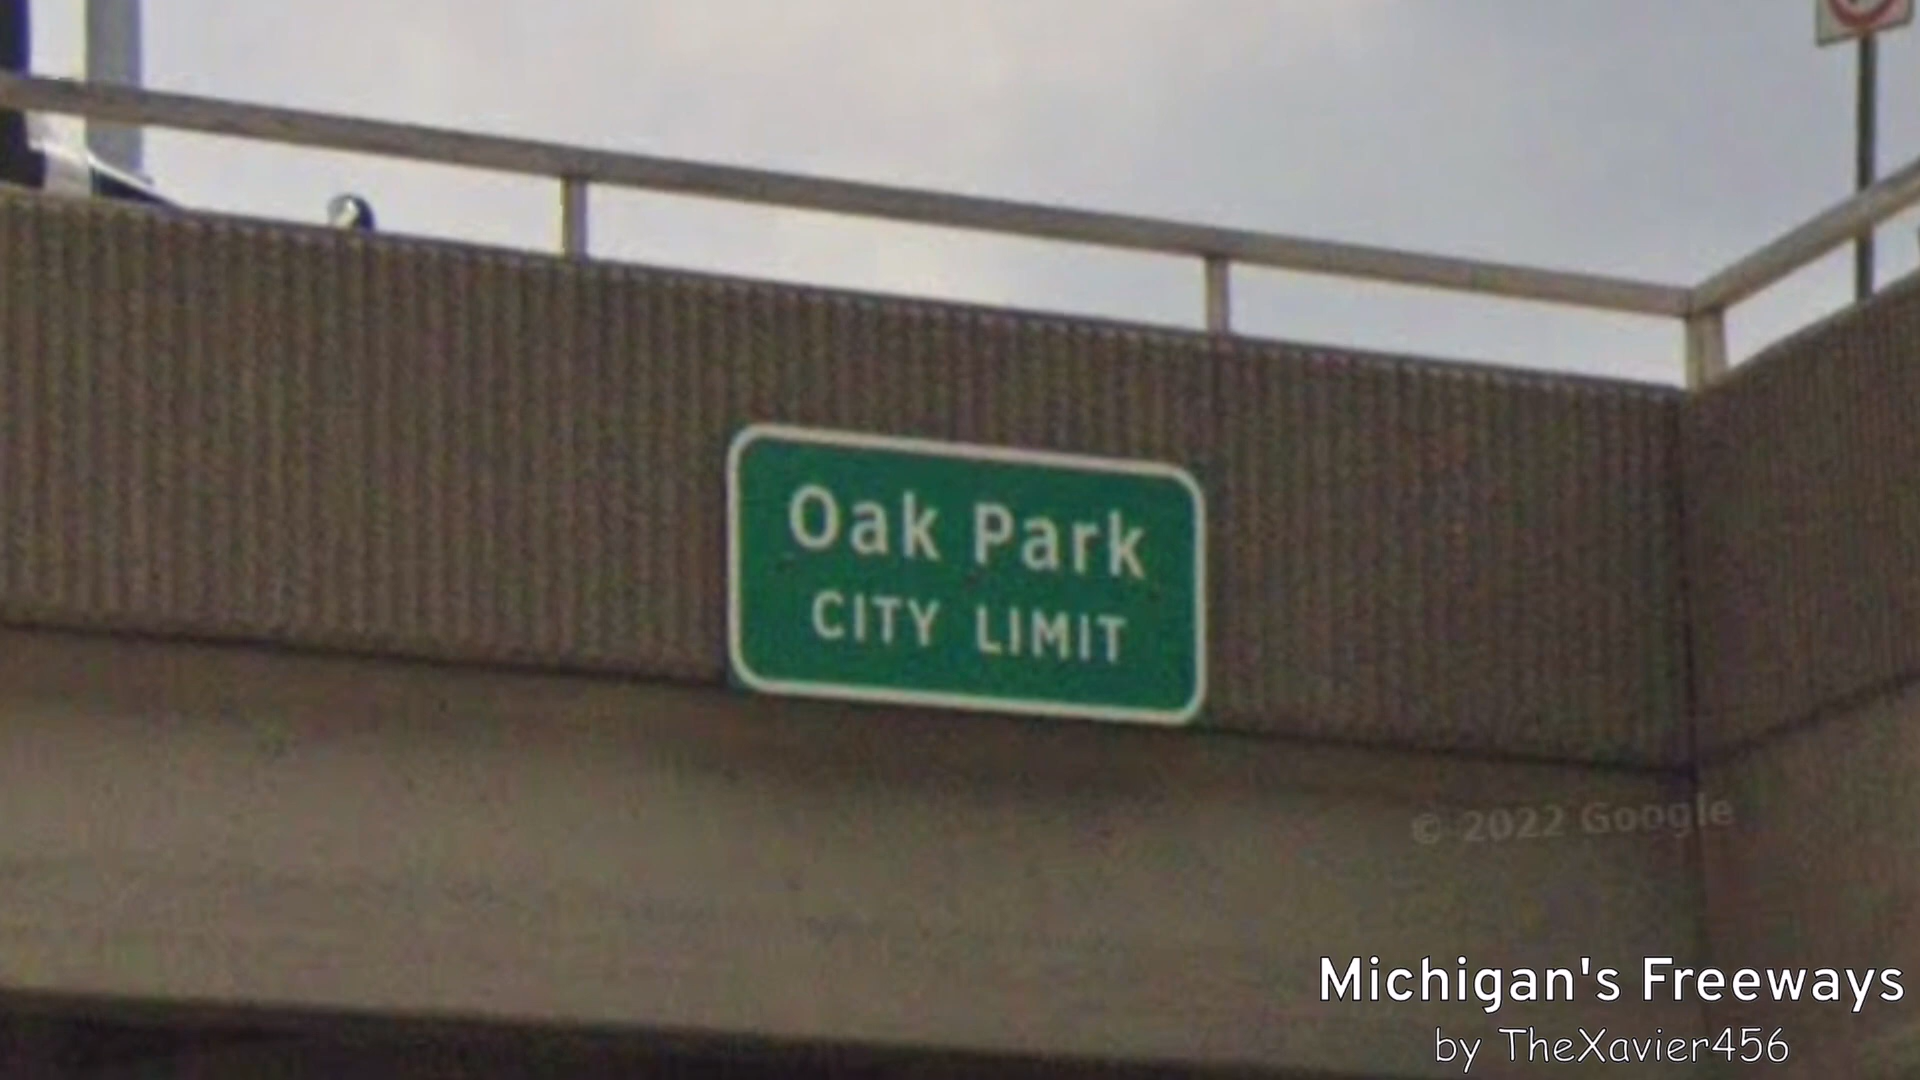 Oak Park
CITY LIMIT
© 2022 Google
Michigan's Freeways
by TheXavier456